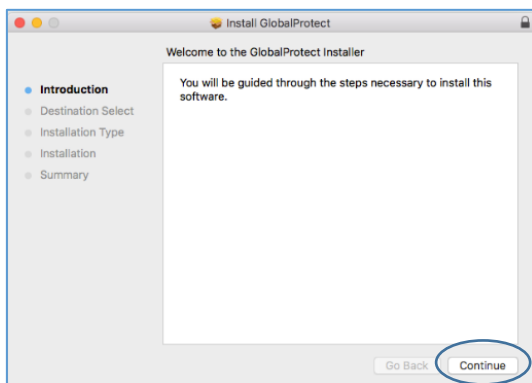 Install GlobalProtect
Welcome to the GlobalProtect Installer
Introduction
Destination Select
Installation Type
Installation
Summary
You will be guided through the steps necessary to install this
software.
Go Back
Continue